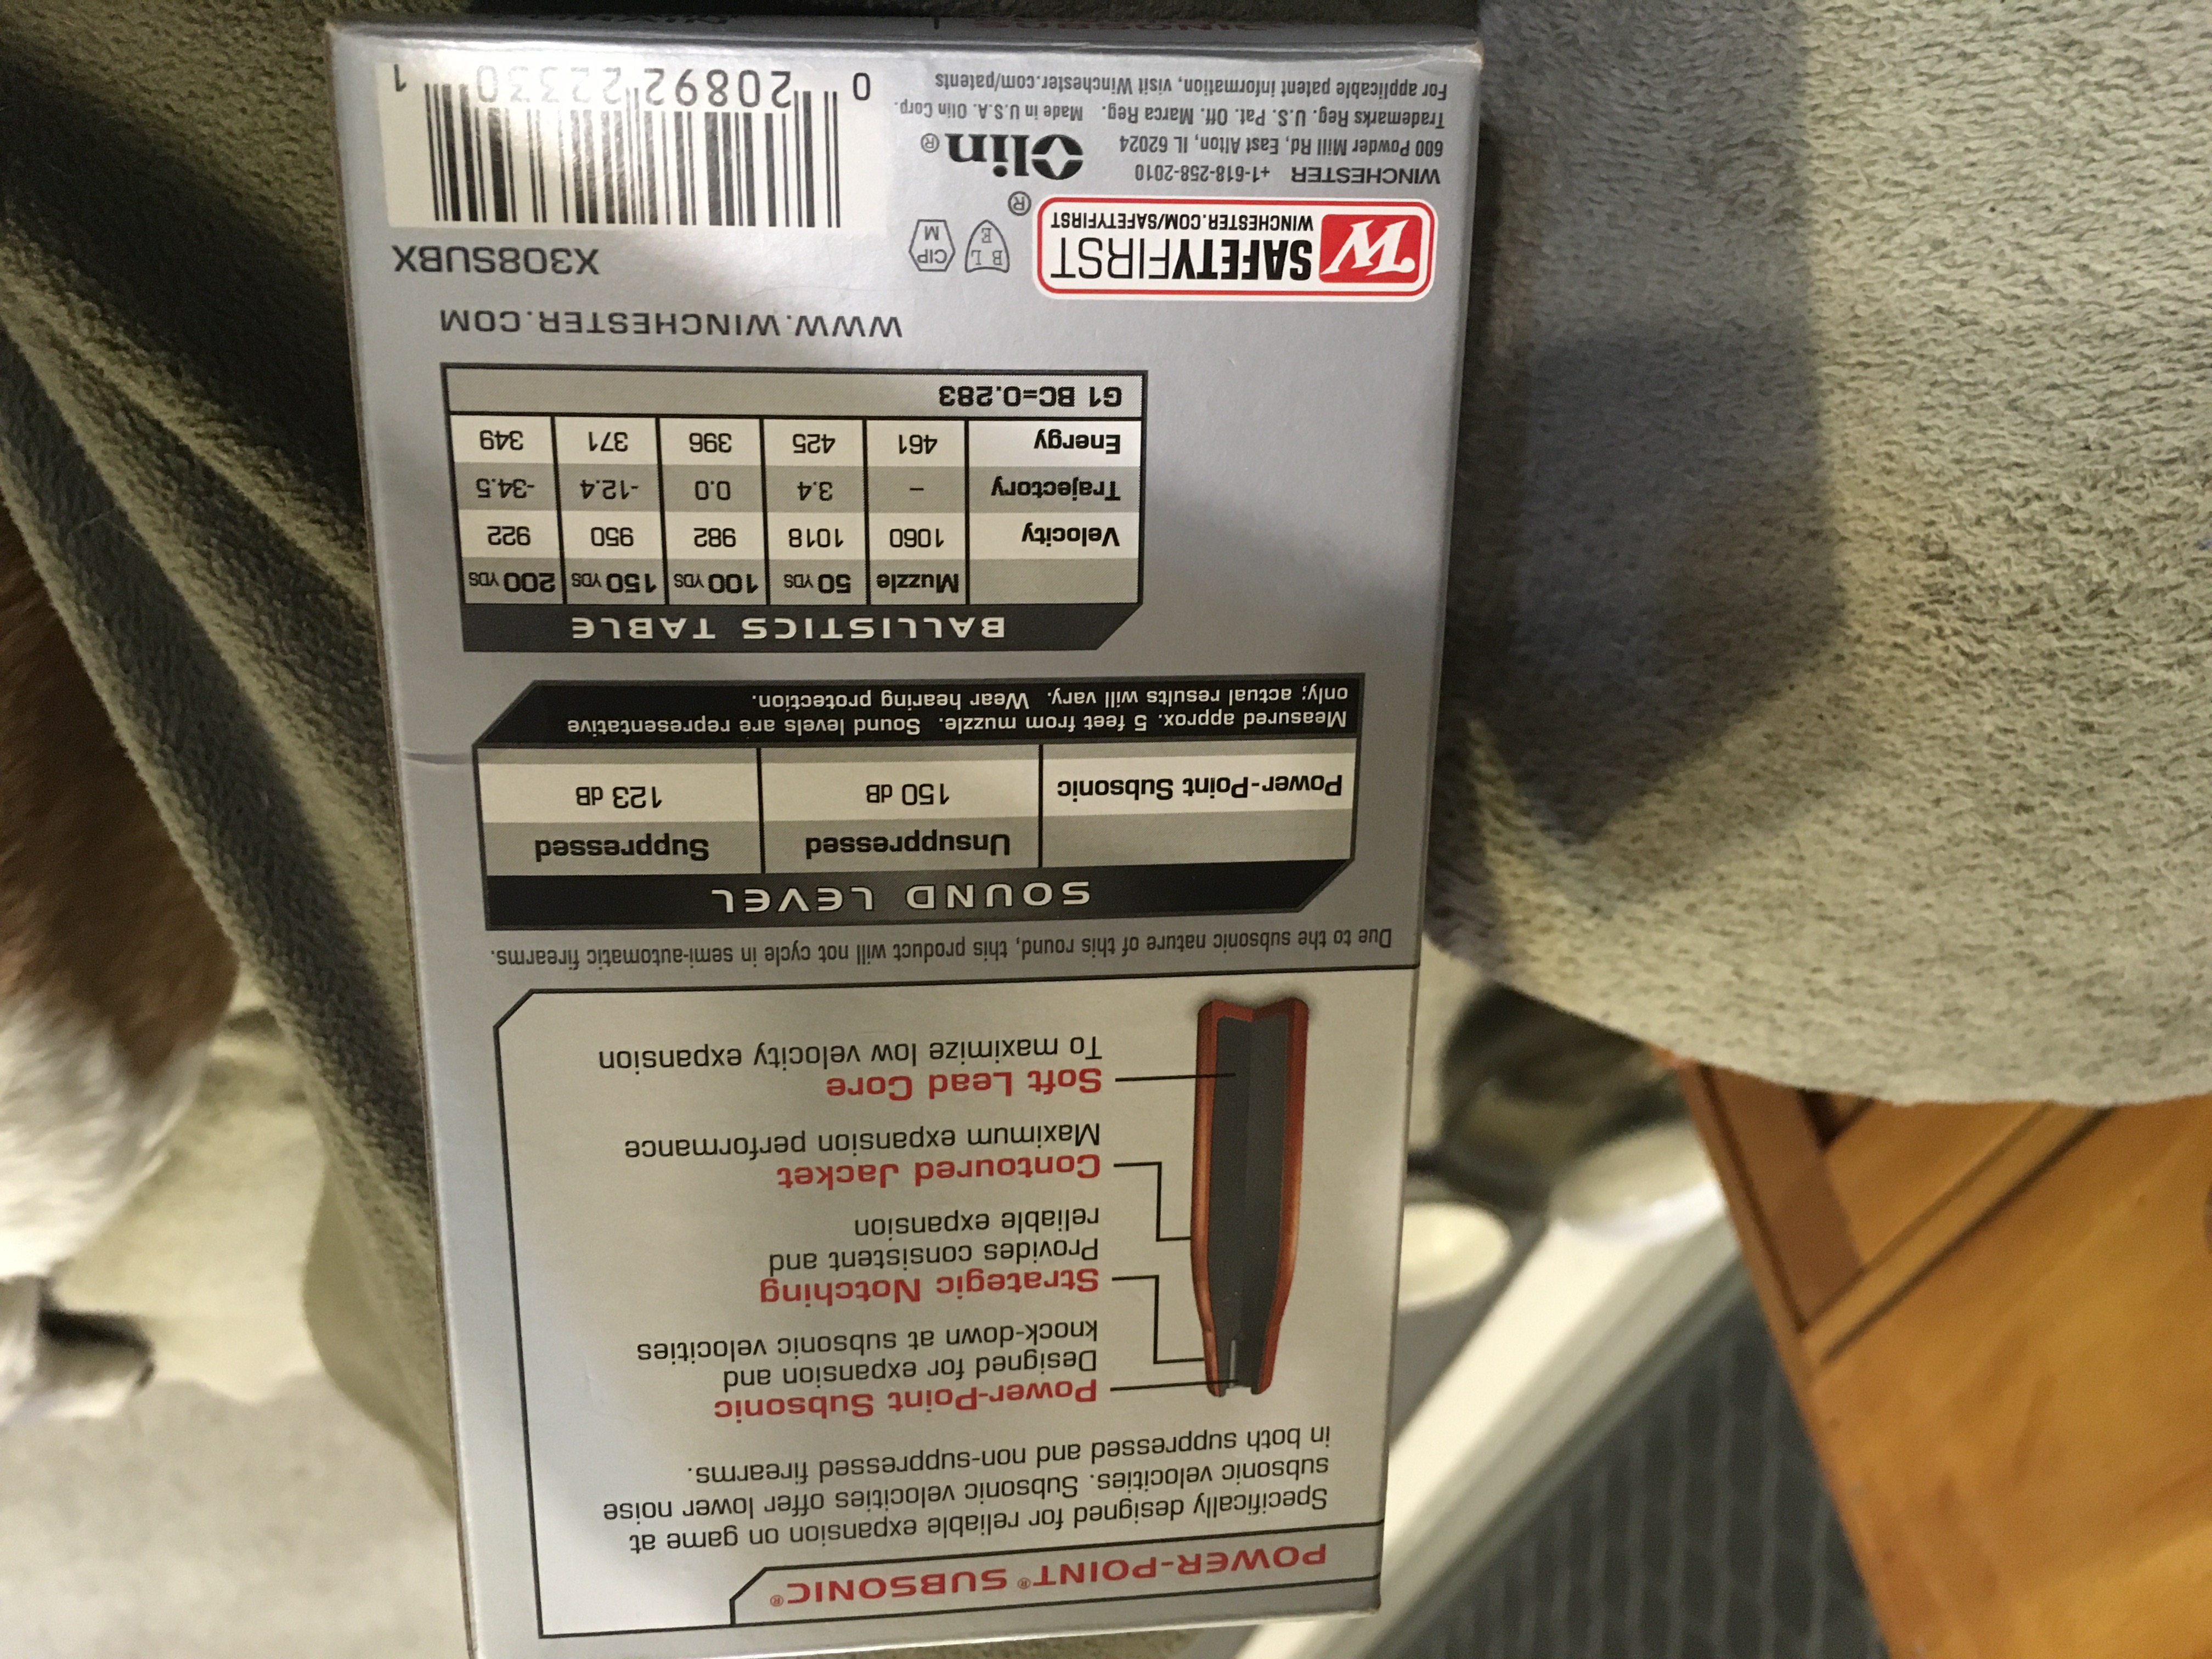 POWER-POINT® SUBSONIC®
Specifically designed for reliable expansion on game at
subsonic velocities. Subsonic velocities offer lower noise
in both suppressed and non-suppressed firearms.
Power-Point Subsonic
Designed for expansion and
knock-down at subsonic velocities
Strategic Notching
Provides consistent and
reliable expansion
Contoured Jacket
Maximum expansion performance
Soft Lead Core
To maximize low velocity expansion
Due to the subsonic nature of this round, this product will not cycle in semi-automatic firearms.
SOUND LEVEL
Unsuppressed Suppressed
Power-Point Subsonic 150 dB 123 dB
Measured approx. 5 feet from muzzle. Sound levels are representative
only; actual results will vary. Wear hearing protection.
BALLISTICS TABLE
Muzzle 50 YDS 100 YDS 150 YDS 200 YDS
Velocity 1060 1018 982 950 922
Trajectory – 3.4 0.0 -12.4 -34.5
Energy 461 425 396 371 349
G1 BC=0.283
WWW.WINCHESTER.COM
W SAFETYFIRST
WINCHESTER.COM/SAFETYFIRST
®
B L E
CIP M
X308SUBX
WINCHESTER +1-618-258-2010
600 Powder Mill Rd, East Alton, IL 62024
Olin®
Trademarks Reg. U.S. Pat. Off. Marca Reg. Made in U.S.A. Olin Corp.
For applicable patent information, visit Winchester.com/patents
0 20892 22330 1